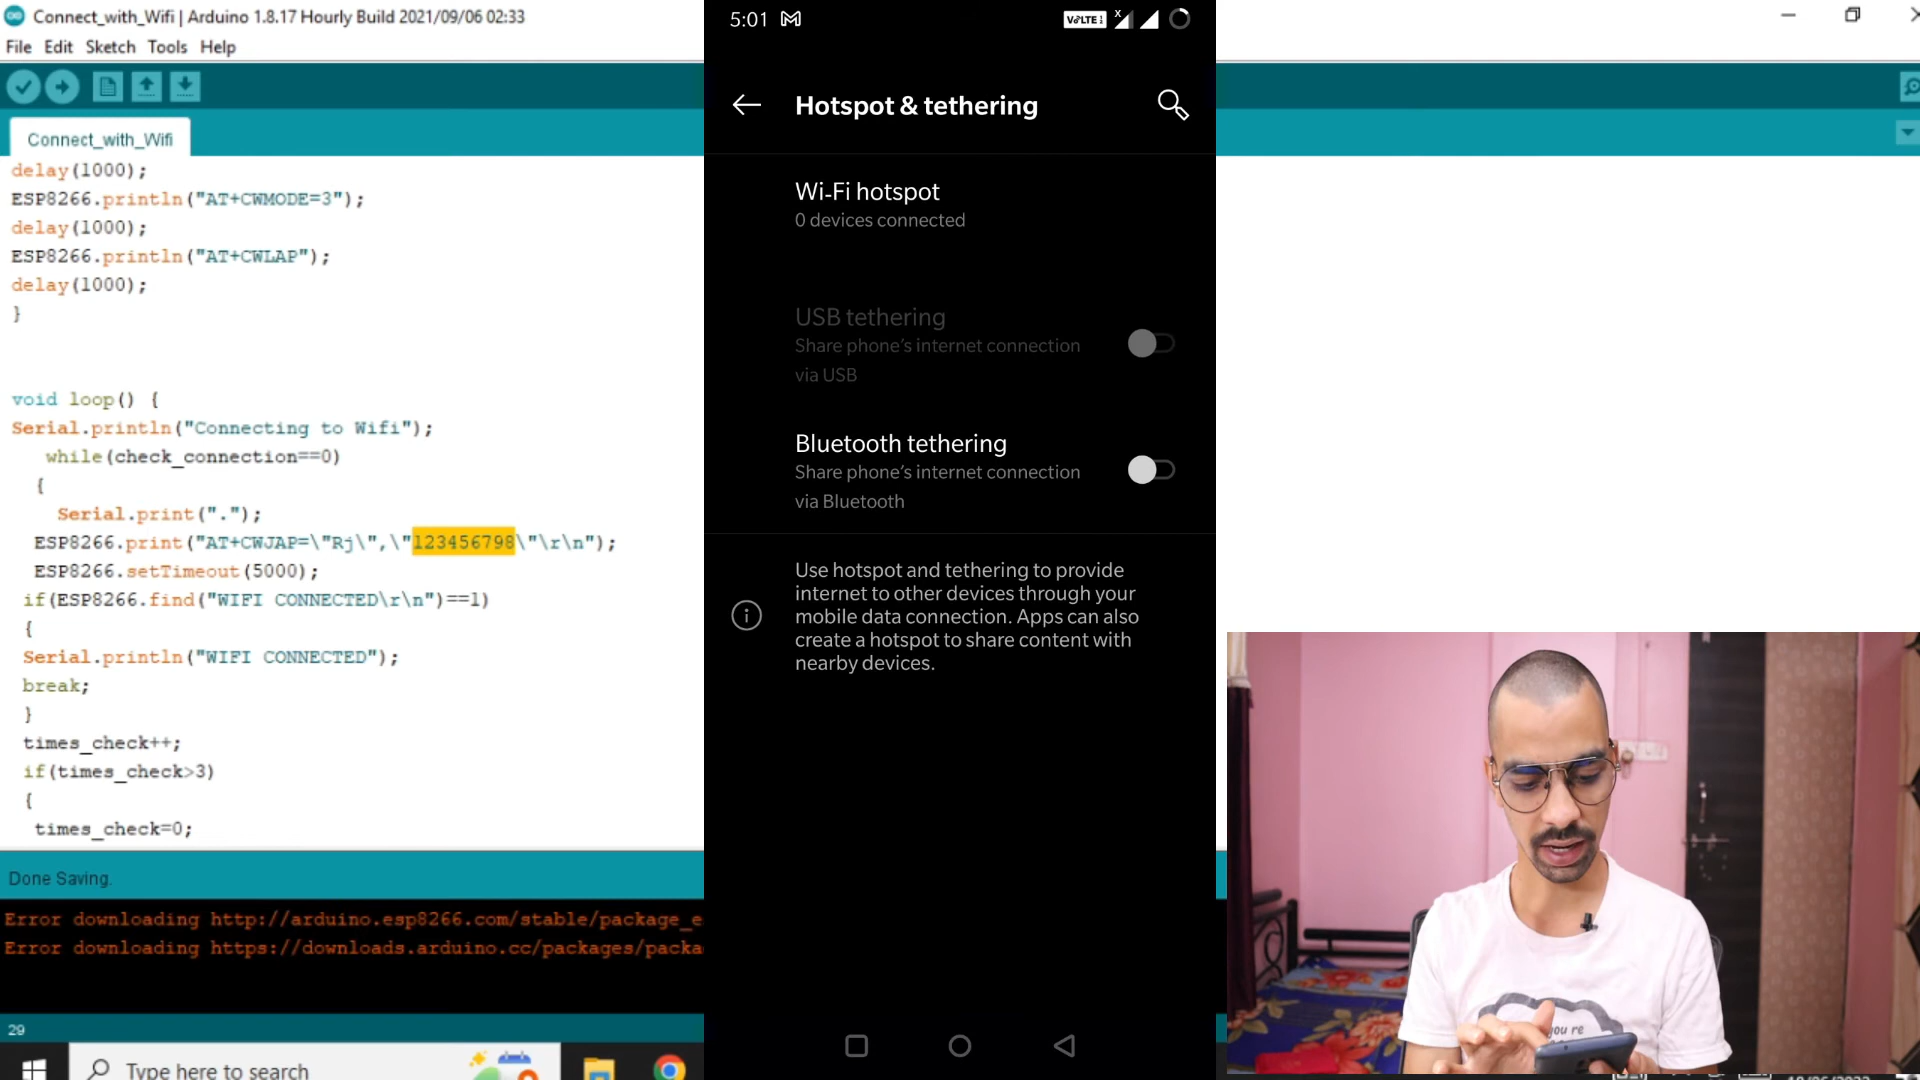 Connect_with_Wifi | Arduino 1.8.17 Hourly Build 2021/09/06 02:33
File Edit Sketch Tools Help
Connect_with_Wifi
delay(1000);
ESP8266.println("AT+CWMODE=3");
delay(1000);
ESP8266.println("AT+CWLAP");
delay(1000);
}
void loop() {
Serial.println("Connecting to Wifi");
while(check_connection==0)
{
Serial.print(".");
ESP8266.print("AT+CWJAP=\"Rj\",\"123456798\"\r\n");
ESP8266.setTimeout(5000);
if(ESP8266.find("WIFI CONNECTED\r\n")==1)
{
Serial.println("WIFI CONNECTED");
break;
}
times_check++;
if(times_check>3)
{
times_check=0;
Done Saving.
Error downloading http://arduino.esp8266.com/stable/package_e
Error downloading https://downloads.arduino.cc/packages/packa
29
Type here to search
5:01
VoLTE
Hotspot & tethering
Wi-Fi hotspot
0 devices connected
USB tethering
Share phone's internet connection
via USB
Bluetooth tethering
Share phone's internet connection
via Bluetooth
Use hotspot and tethering to provide
internet to other devices through your
mobile data connection. Apps can also
create a hotspot to share content with
nearby devices.
you re